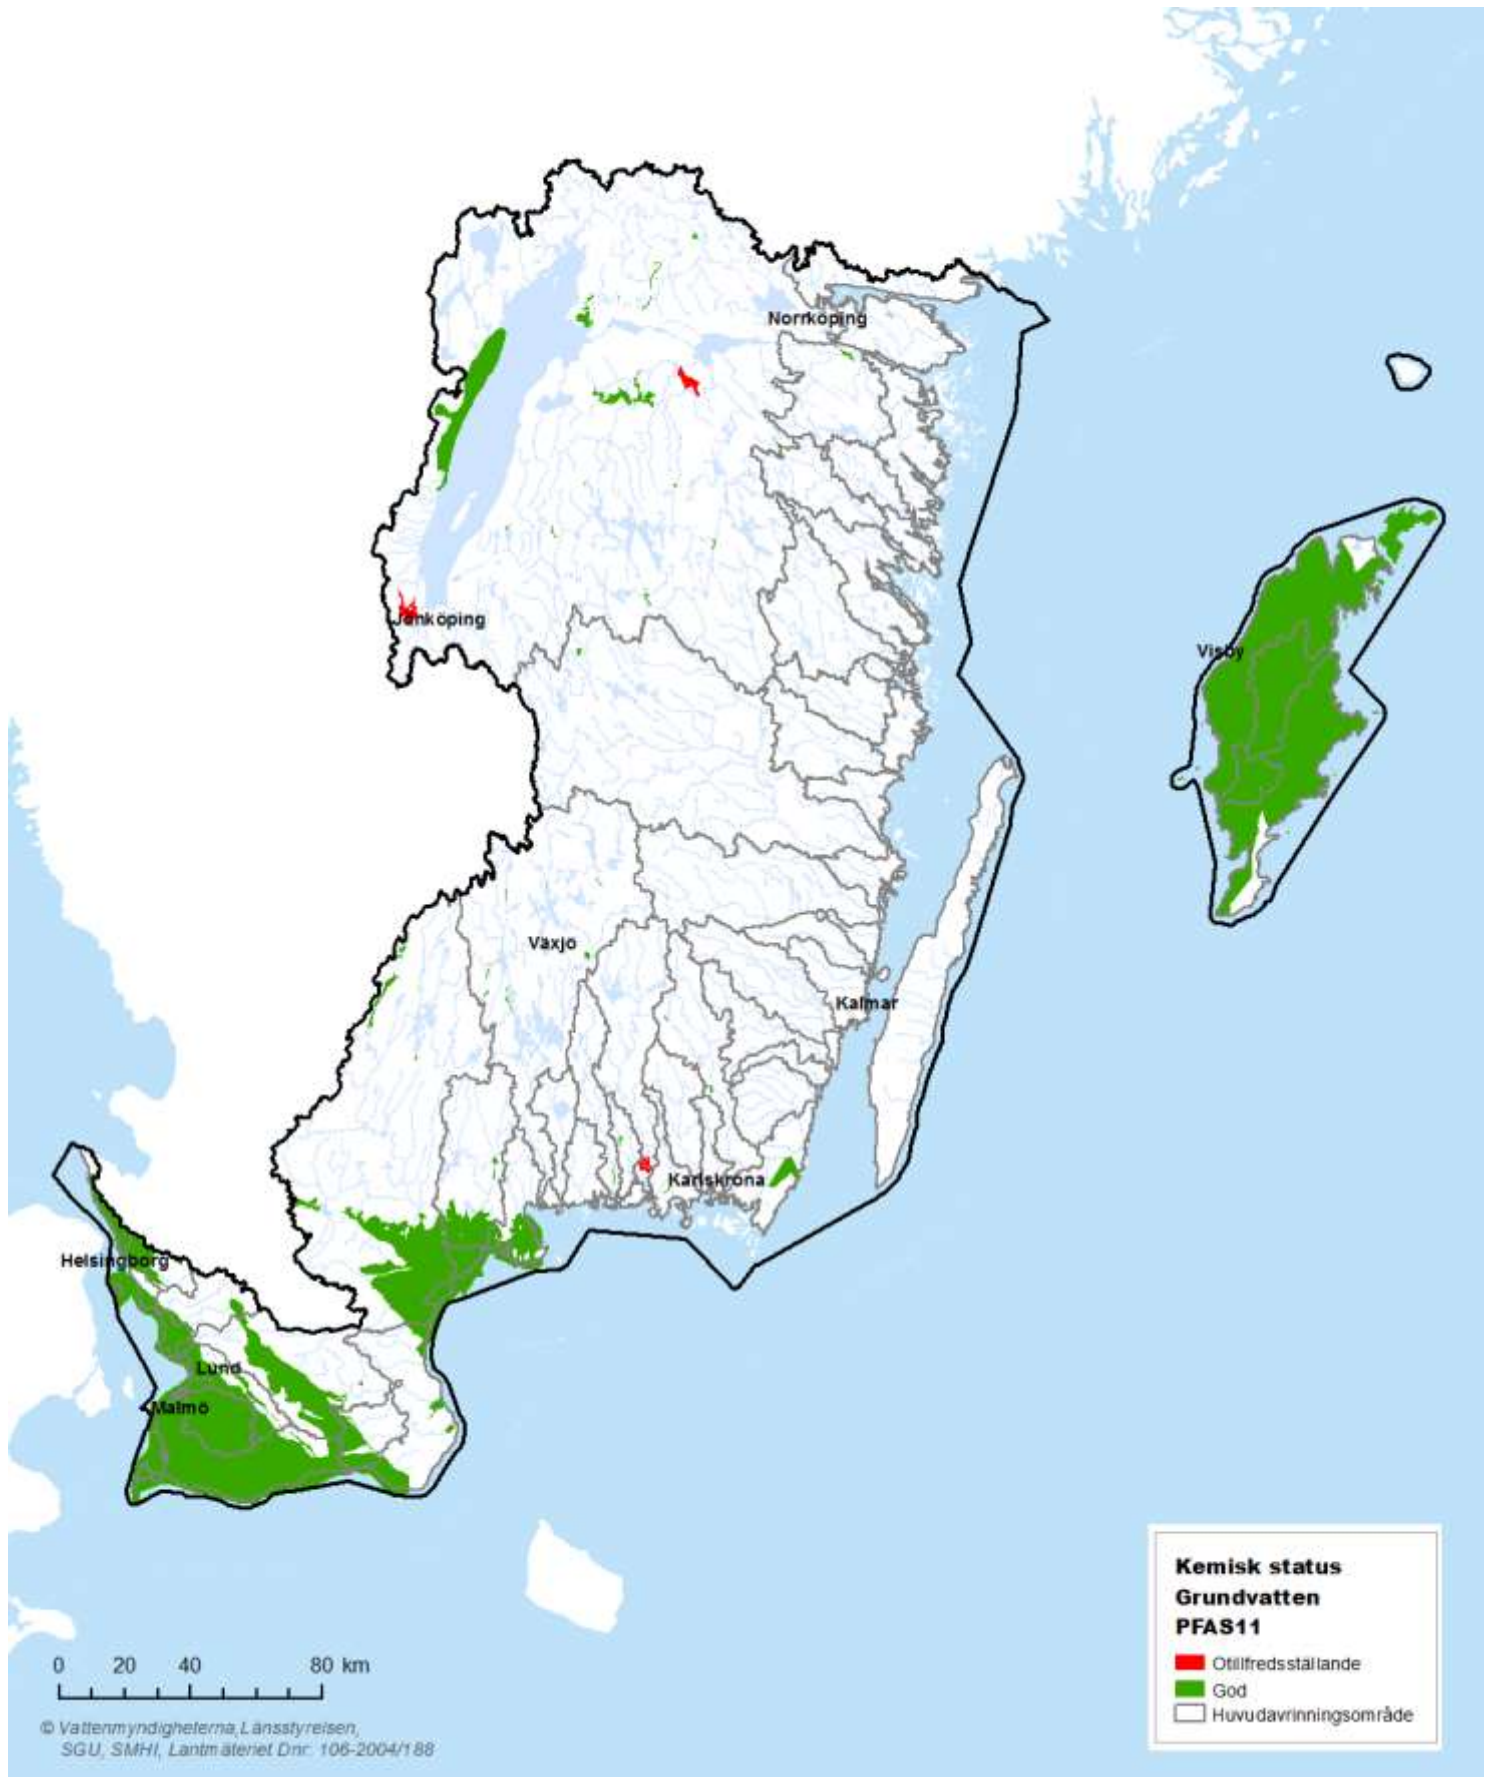 Norrköping
Jönköping
Visby
Växjö
Kalmar
Karlskrona
Helsingborg
Lund
Malmö
Kemisk status
Grundvatten
PFAS11
Otillfredsställande
God
Huvudavrinningsområde
0 20 40 80 km
© Vattenmyndigheterna,Länsstyrelsen,
SGU, SMHI, Lantmäteriet Dnr: 106-2004/188